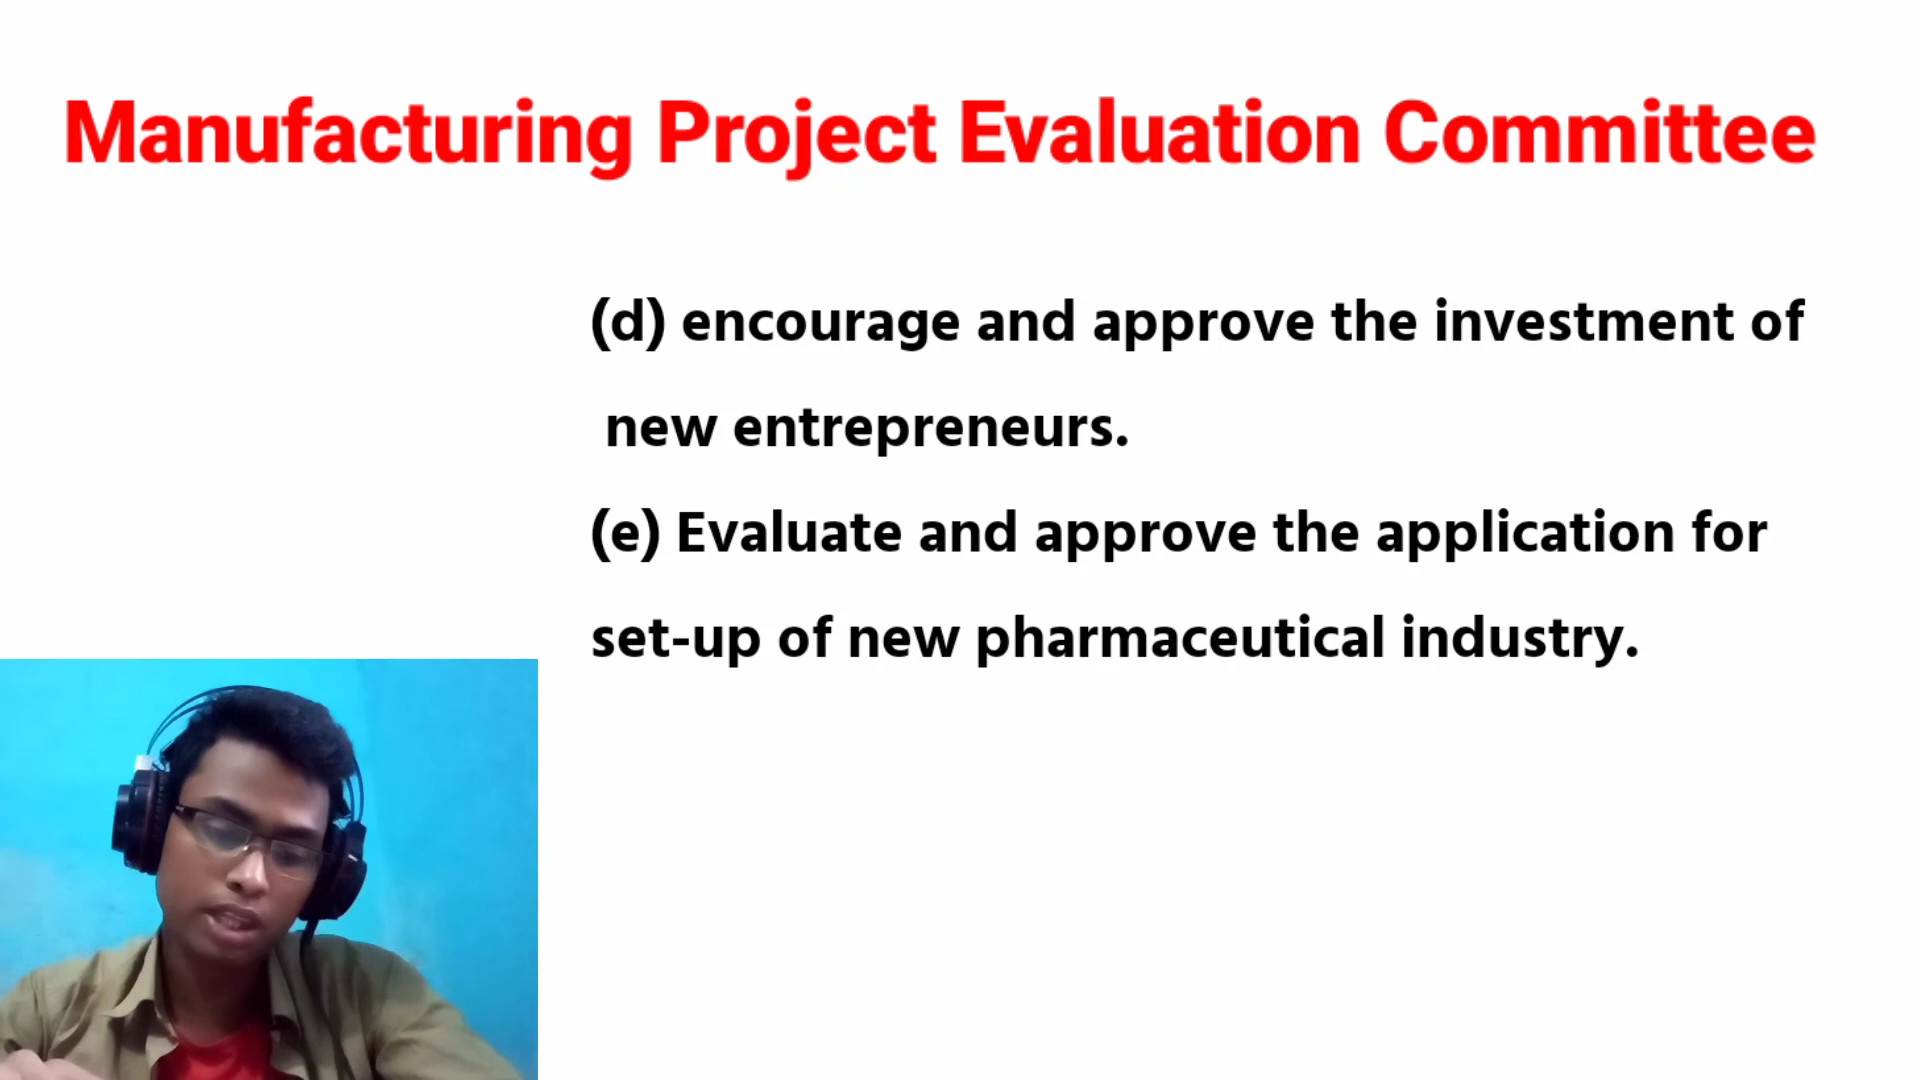 Manufacturing Project Evaluation Committee
(d) encourage and approve the investment of
new entrepreneurs.
(e) Evaluate and approve the application for
set-up of new pharmaceutical industry.